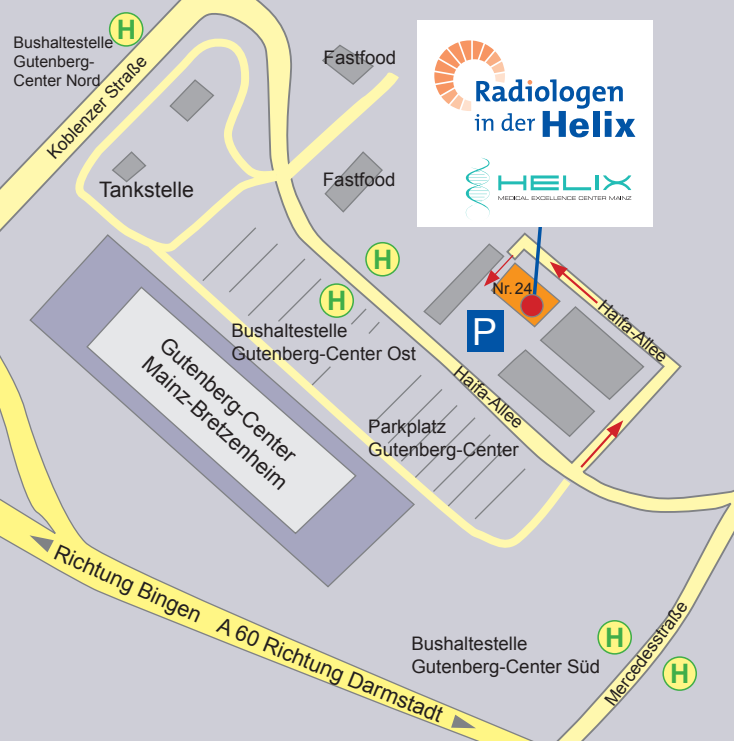 H
Bushaltestelle
Gutenberg-
Center Nord
Koblenzer Straße
Fastfood
Radiologen
in der Helix
HELIX
MEDICAL EXCELLENCE CENTER MAINZ
Tankstelle
Fastfood
H
H
Bushaltestelle
Gutenberg-Center Ost
Nr. 24
P
Haifa-Allee
Haifa-Allee
Gutenberg-Center
Mainz-Bretzenheim
Parkplatz
Gutenberg-Center
Richtung Bingen A 60 Richtung Darmstadt
Bushaltestelle
Gutenberg-Center Süd
H
H
Mercedesstraße